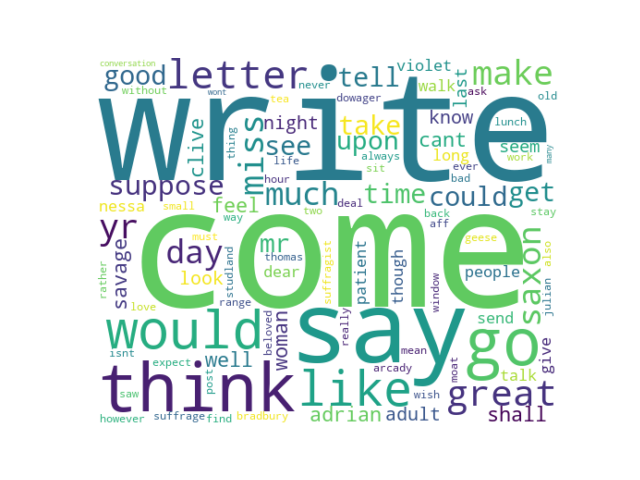 conversation
good
letter
tell
violet
make
without
wont
never
dowager
walk
last
ask
old
write
tea
clive
thing
miss
night
see
take
upon
know
cant
long
lunch
seem
work
many
suppose
life
always
sit
ever
bad
hour
much
time
could
get
nessa
small
feel
two
deal
back
stay
yr
way
come
aff
geese
also
must
savage
day
mr
saxon
rather
look
thomas
dear
studland
suffragist
patient
though
people
window
julian
love
range
beloved
really
send
would
woman
say
go
give
isnt
well
mean
talk
expect
arcady
moat
think
post
like
wish
great
saw
adrian
adult
shall
however
suffrage
find
bradbury